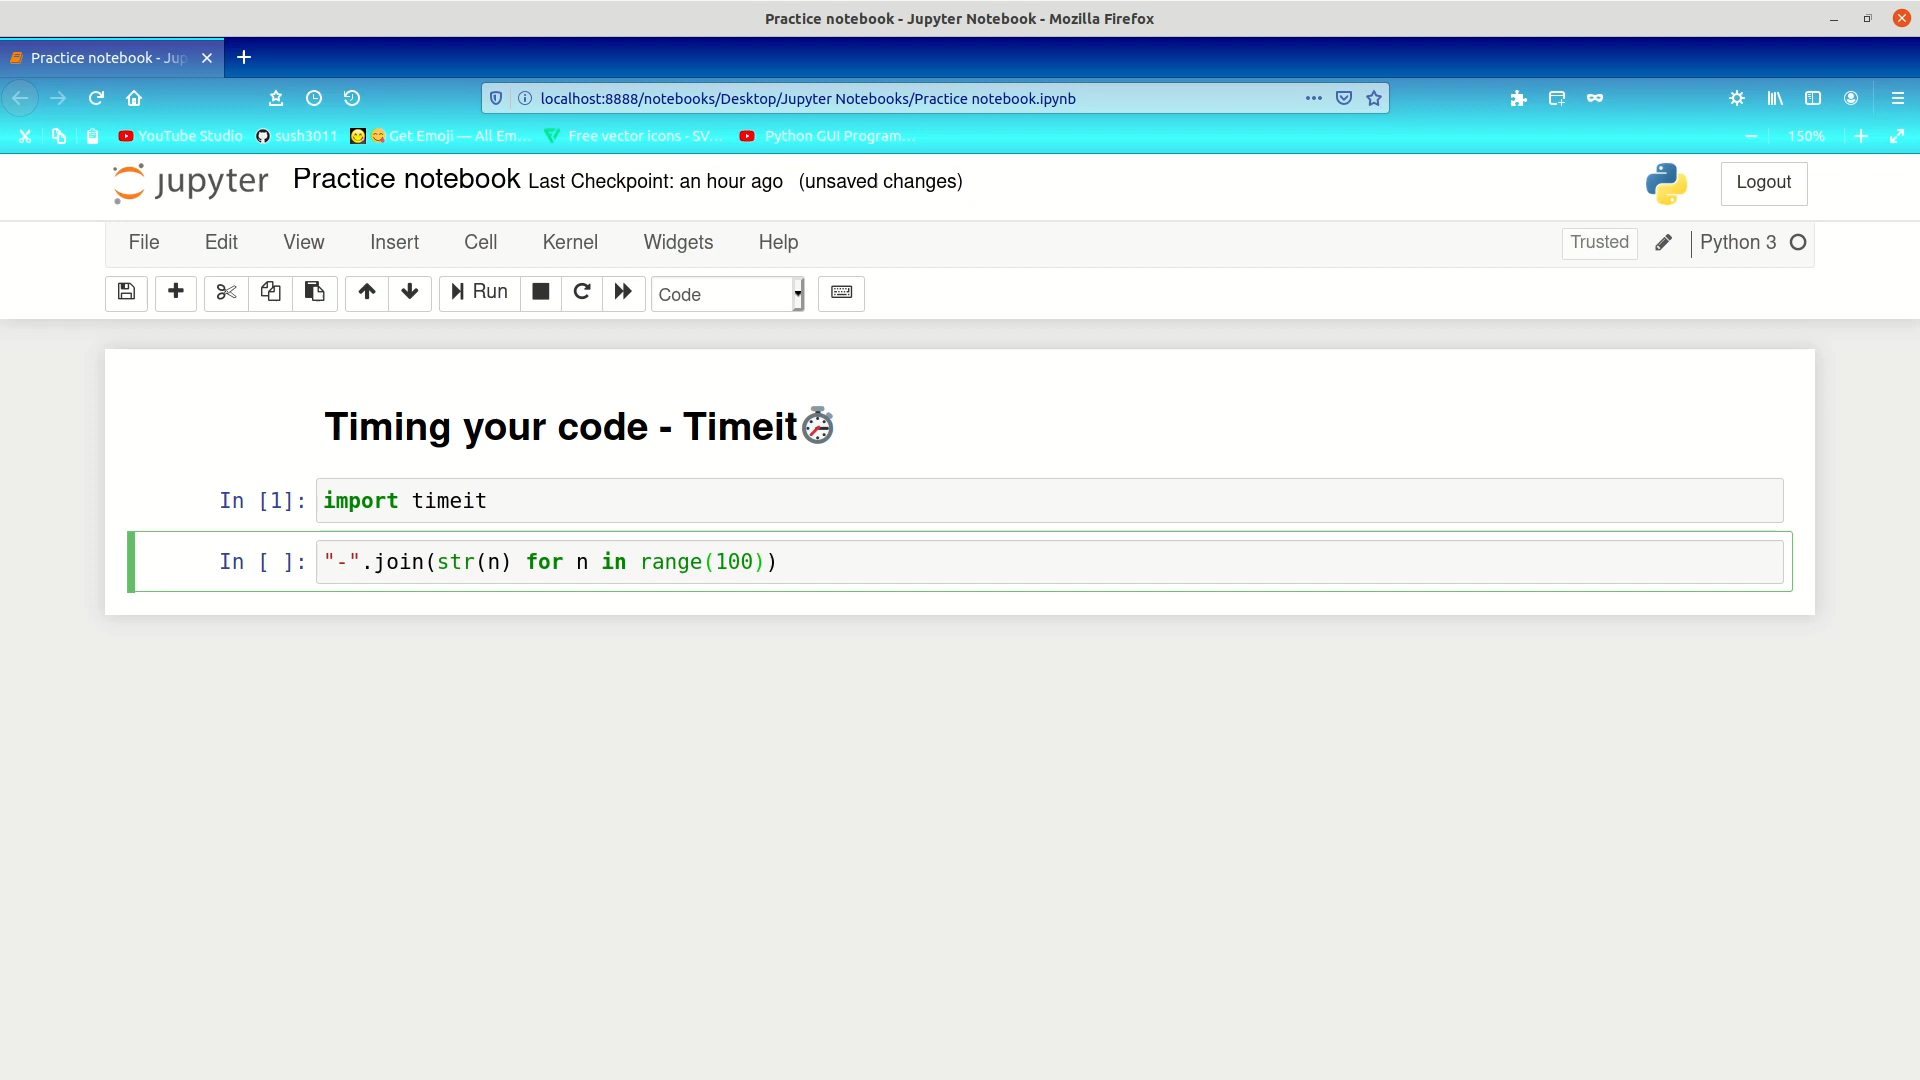 Practice notebook - Jupyter Notebook - Mozilla Firefox
Practice notebook - Jup
localhost:8888/notebooks/Desktop/Jupyter Notebooks/Practice notebook.ipynb
YouTube Studio sush3011 Get Emoji — All Em… Free vector icons - SV… Python GUI Program… 150%
jupyter Practice notebook Last Checkpoint: an hour ago (unsaved changes) Logout
File Edit View Insert Cell Kernel Widgets Help Trusted Python 3
Run Code
Timing your code - Timeit
In [1]: import timeit
In [ ]: "-".join(str(n) for n in range(100))